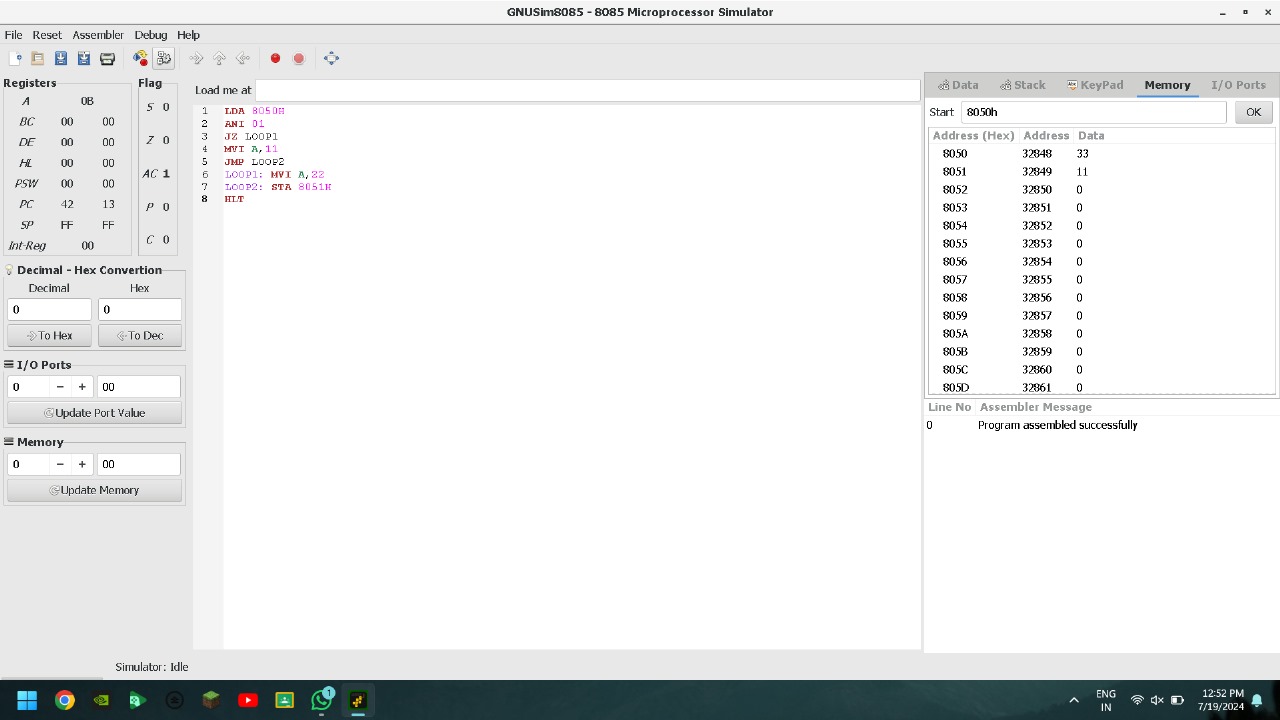 GNUSim8085 - 8085 Microprocessor Simulator
File Reset Assembler Debug Help
Registers
A 0B
BC 00 00
DE 00 00
HL 00 00
PSW 00 00
PC 42 13
SP FF FF
Int-Reg 00
Flag
S 0
Z 0
AC 1
P 0
C 0
Decimal - Hex Convertion
Decimal Hex
0 0
To Hex To Dec
I/O Ports
0 − + 00
Update Port Value
Memory
0 − + 00
Update Memory
Load me at
1 LDA 8050H
2 ANI 01
3 JZ LOOP1
4 MVI A,11
5 JMP LOOP2
6 LOOP1: MVI A,22
7 LOOP2: STA 8051H
8 HLT
Data Stack KeyPad Memory I/O Ports
Start 8050h OK
Address (Hex) Address Data
8050 32848 33
8051 32849 11
8052 32850 0
8053 32851 0
8054 32852 0
8055 32853 0
8056 32854 0
8057 32855 0
8058 32856 0
8059 32857 0
805A 32858 0
805B 32859 0
805C 32860 0
805D 32861 0
Line No Assembler Message
0 Program assembled successfully
Simulator: Idle
1
ENG
IN
12:52 PM
7/19/2024